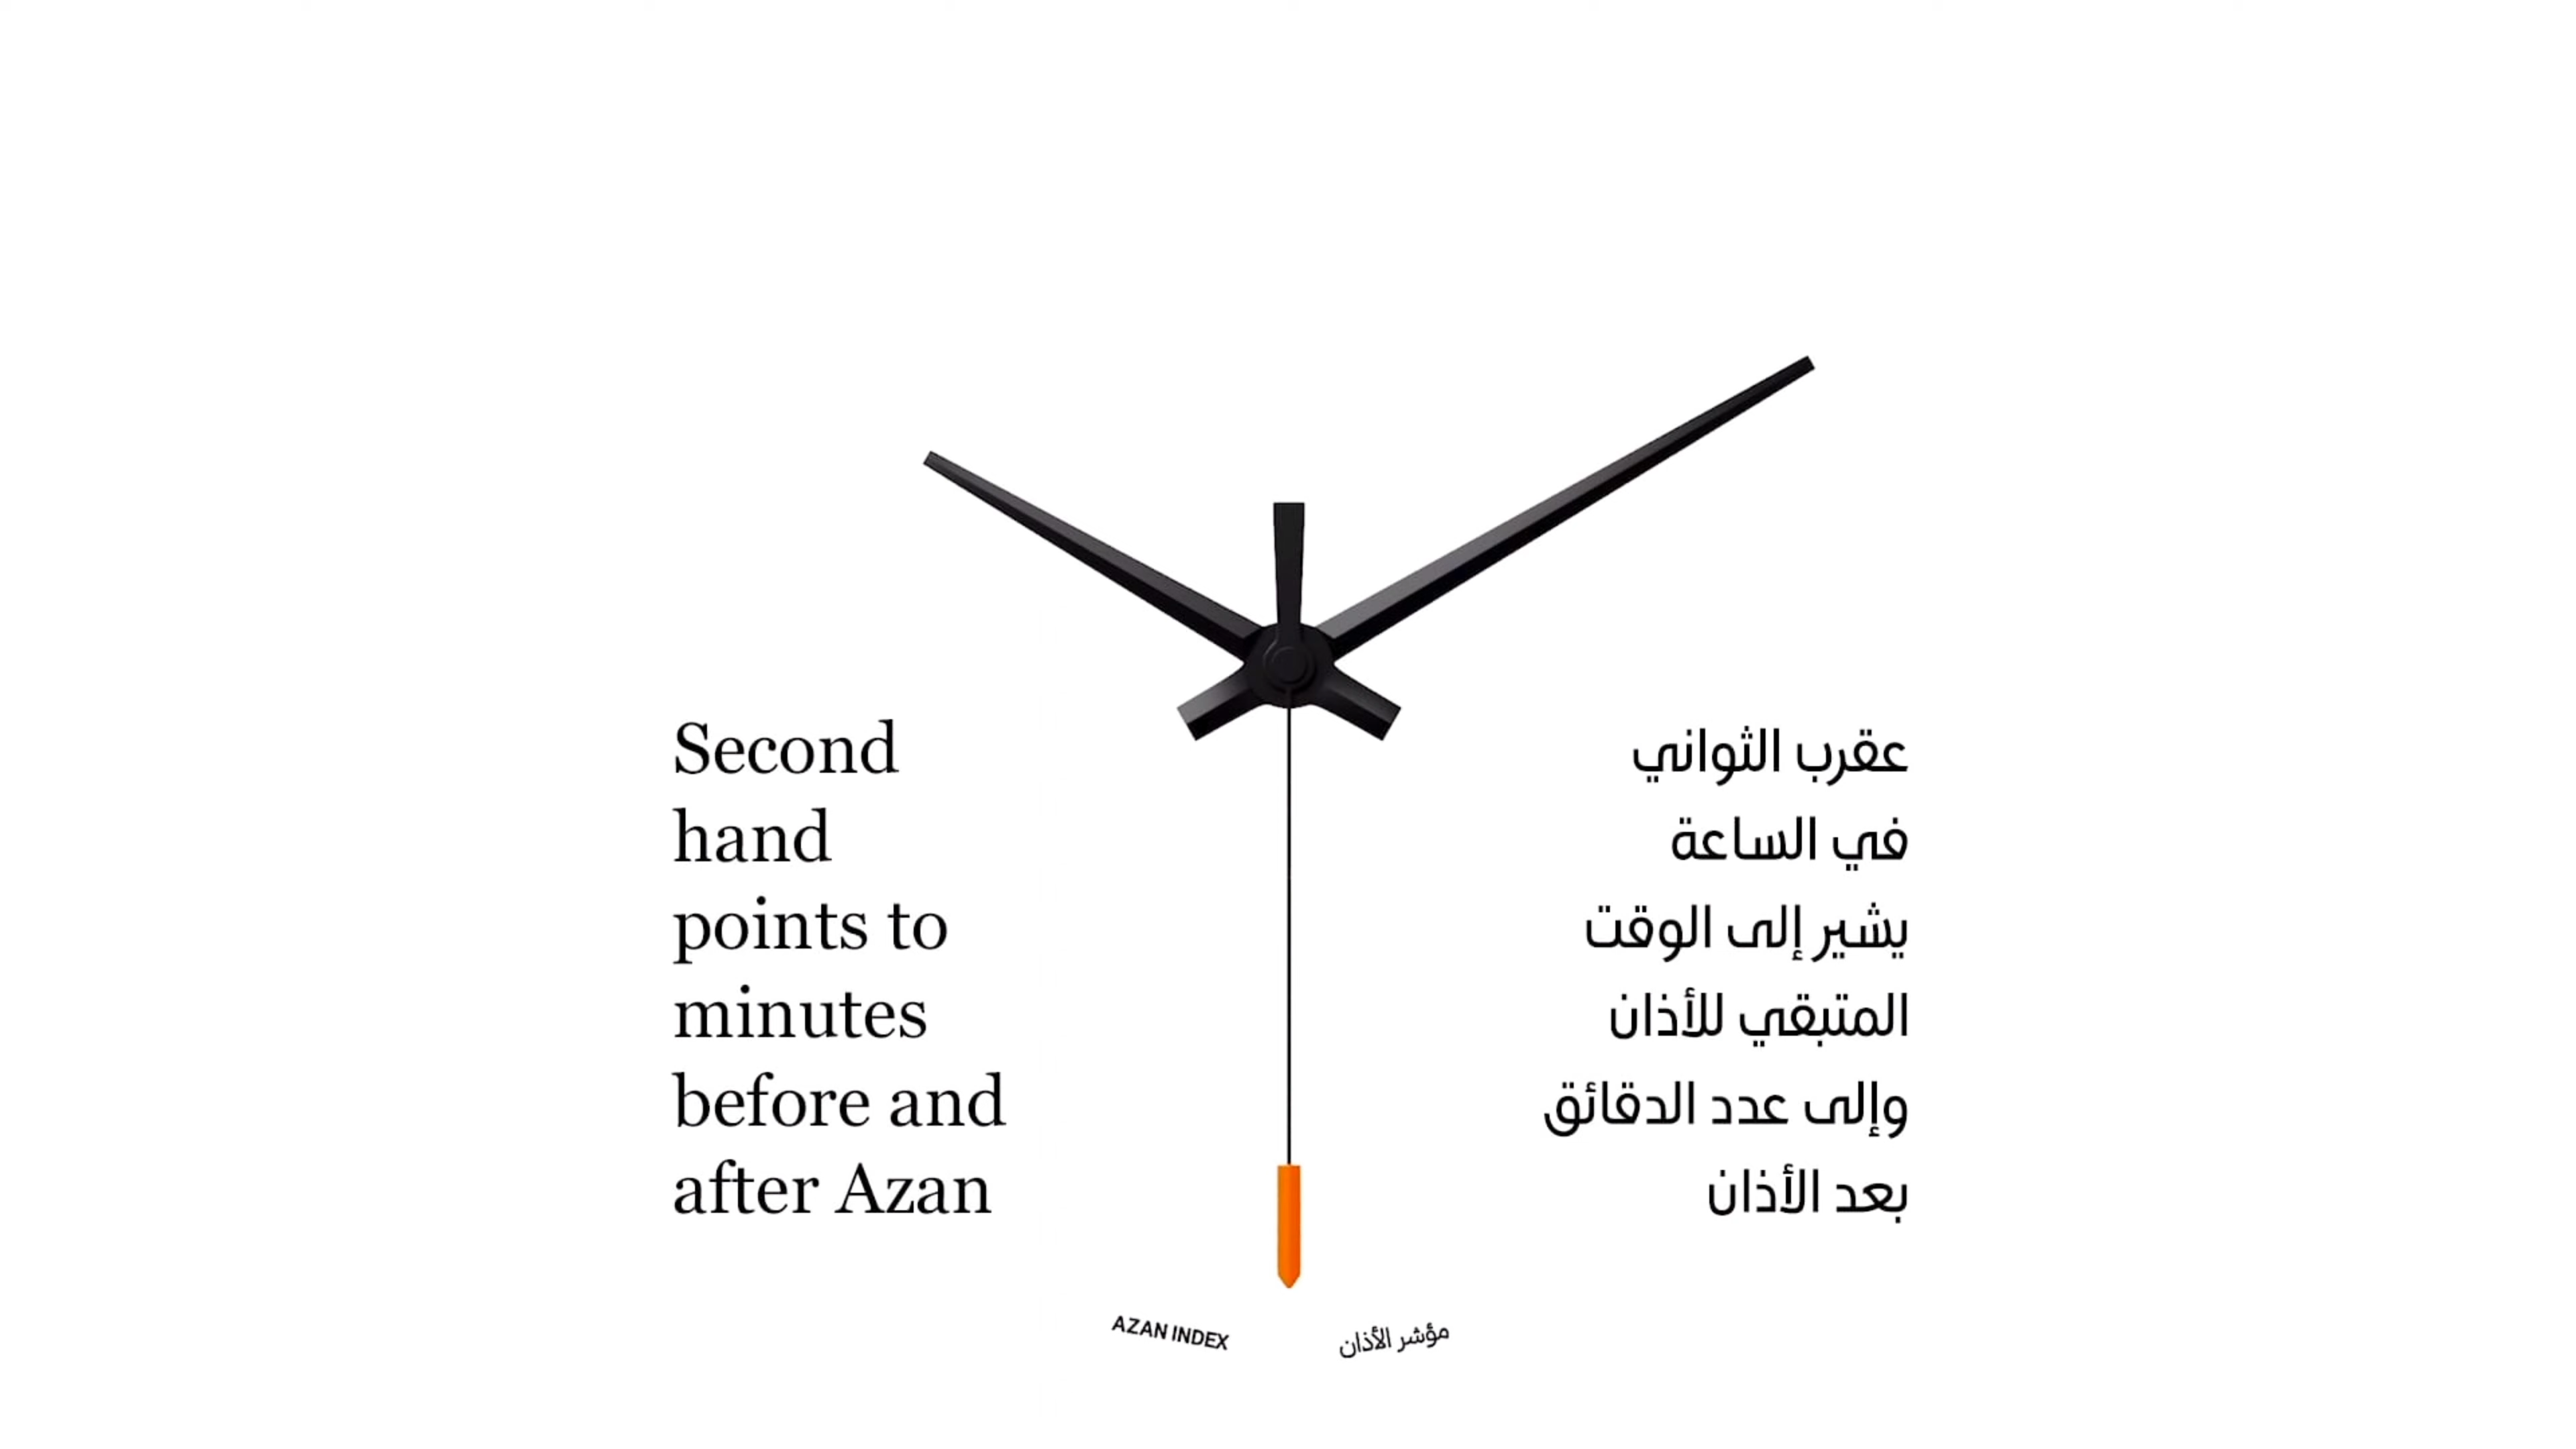 Second
hand
points to
minutes
before and
after Azan
عقرب الثواني
في الساعة
يشير إلى الوقت
المتبقي للأذان
وإلى عدد الدقائق
بعد الأذان
AZAN INDEX
مؤشر الأذان